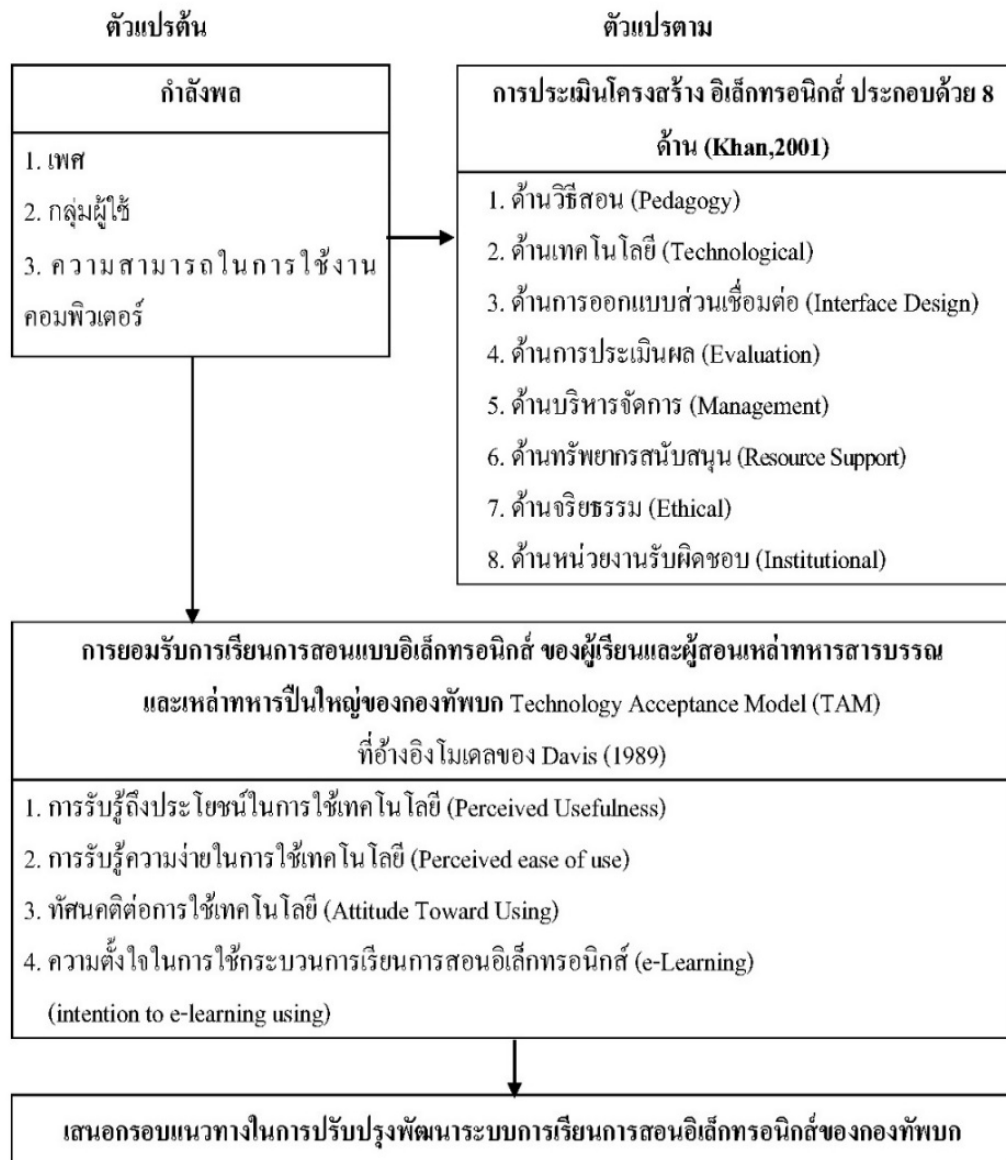 ตัวแปรต้น
ตัวแปรตาม
กำลังพล
1. เพศ
2. กลุ่มผู้ใช้
3. ความสามารถในการใช้งาน
คอมพิวเตอร์
การประเมินโครงสร้าง อิเล็กทรอนิกส์ ประกอบด้วย 8
ด้าน (Khan,2001)
1. ด้านวิธีสอน (Pedagogy)
2. ด้านเทคโนโลยี (Technological)
3. ด้านการออกแบบส่วนเชื่อมต่อ (Interface Design)
4. ด้านการประเมินผล (Evaluation)
5. ด้านบริหารจัดการ (Management)
6. ด้านทรัพยากรสนับสนุน (Resource Support)
7. ด้านจริยธรรม (Ethical)
8. ด้านหน่วยงานรับผิดชอบ (Institutional)
การยอมรับการเรียนการสอนแบบอิเล็กทรอนิกส์ ของผู้เรียนและผู้สอนเหล่าทหารสารบรรณ
และเหล่าทหารปืนใหญ่ของกองทัพบก Technology Acceptance Model (TAM)
ที่อ้างอิงโมเดลของ Davis (1989)
1. การรับรู้ถึงประโยชน์ในการใช้เทคโนโลยี (Perceived Usefulness)
2. การรับรู้ความง่ายในการใช้เทคโนโลยี (Perceived ease of use)
3. ทัศนคติต่อการใช้เทคโนโลยี (Attitude Toward Using)
4. ความตั้งใจในการใช้กระบวนการเรียนการสอนอิเล็กทรอนิกส์ (e-Learning)
(intention to e-learning using)
เสนอกรอบแนวทางในการปรับปรุงพัฒนาระบบการเรียนการสอนอิเล็กทรอนิกส์ของกองทัพบก